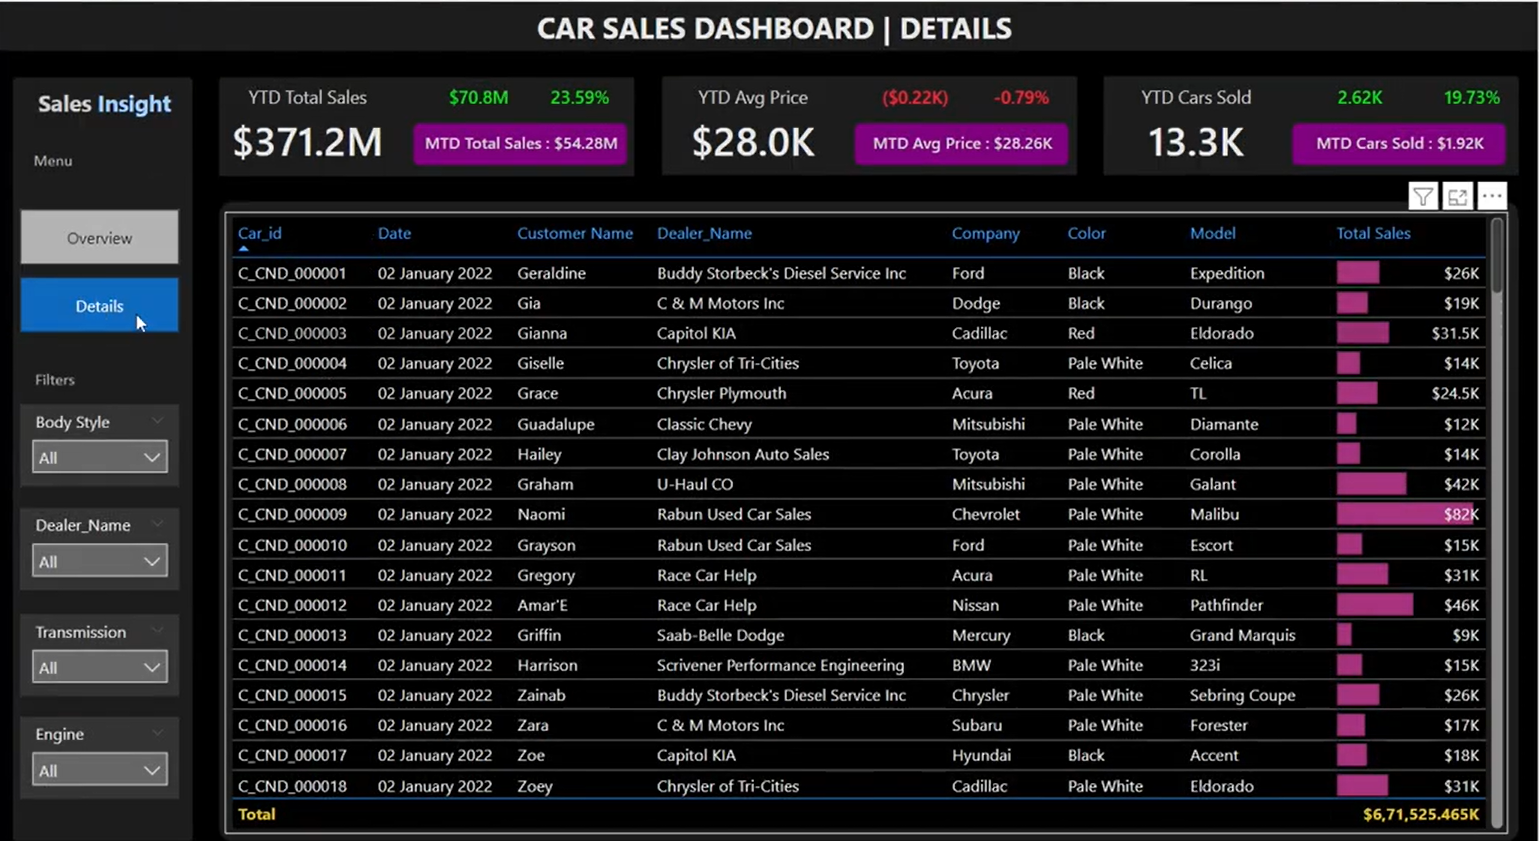 CAR SALES DASHBOARD | DETAILS
Sales Insight
Menu
Overview
Details
Filters
Body Style
All
Dealer_Name
All
Transmission
All
Engine
All
YTD Total Sales $70.8M 23.59%
$371.2M MTD Total Sales : $54.28M
YTD Avg Price ($0.22K) -0.79%
$28.0K MTD Avg Price : $28.26K
YTD Cars Sold 2.62K 19.73%
13.3K MTD Cars Sold : $1.92K
Car_id Date Customer Name Dealer_Name Company Color Model Total Sales
C_CND_000001 02 January 2022 Geraldine Buddy Storbeck's Diesel Service Inc Ford Black Expedition $26K
C_CND_000002 02 January 2022 Gia C & M Motors Inc Dodge Black Durango $19K
C_CND_000003 02 January 2022 Gianna Capitol KIA Cadillac Red Eldorado $31.5K
C_CND_000004 02 January 2022 Giselle Chrysler of Tri-Cities Toyota Pale White Celica $14K
C_CND_000005 02 January 2022 Grace Chrysler Plymouth Acura Red TL $24.5K
C_CND_000006 02 January 2022 Guadalupe Classic Chevy Mitsubishi Pale White Diamante $12K
C_CND_000007 02 January 2022 Hailey Clay Johnson Auto Sales Toyota Pale White Corolla $14K
C_CND_000008 02 January 2022 Graham U-Haul CO Mitsubishi Pale White Galant $42K
C_CND_000009 02 January 2022 Naomi Rabun Used Car Sales Chevrolet Pale White Malibu $82K
C_CND_000010 02 January 2022 Grayson Rabun Used Car Sales Ford Pale White Escort $15K
C_CND_000011 02 January 2022 Gregory Race Car Help Acura Pale White RL $31K
C_CND_000012 02 January 2022 Amar'E Race Car Help Nissan Pale White Pathfinder $46K
C_CND_000013 02 January 2022 Griffin Saab-Belle Dodge Mercury Black Grand Marquis $9K
C_CND_000014 02 January 2022 Harrison Scrivener Performance Engineering BMW Pale White 323i $15K
C_CND_000015 02 January 2022 Zainab Buddy Storbeck's Diesel Service Inc Chrysler Pale White Sebring Coupe $26K
C_CND_000016 02 January 2022 Zara C & M Motors Inc Subaru Pale White Forester $17K
C_CND_000017 02 January 2022 Zoe Capitol KIA Hyundai Black Accent $18K
C_CND_000018 02 January 2022 Zoey Chrysler of Tri-Cities Cadillac Pale White Eldorado $31K
Total $6,71,525.465K